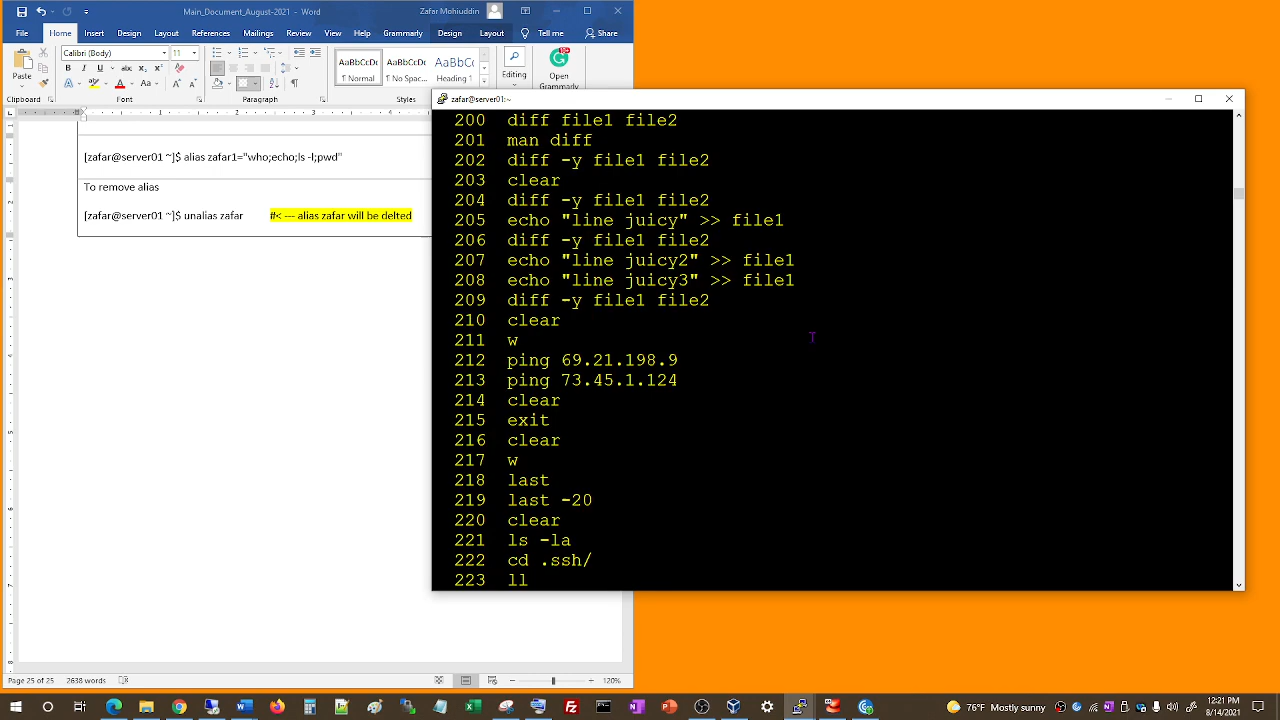 Main_Document_August-2021 - Word
Zafar Mohiuddin
File Home Insert Design Layout References Mailings Review View Help Grammarly Design Layout Tell me Share
Paste
Calibri (Body) 11
AaBbCcDc AaBbCcDc AaBbC
¶ Normal ¶ No Spac... Heading 1
Editing
Open Grammarly
Clipboard Font Paragraph Styles
[zafar@server01 ~]$ alias zafar1="who;echo;ls -l;pwd"
To remove alias
[zafar@server01 ~]$ unalias zafar #< --- alias zafar will be delted
zafar@server01:~
200 diff file1 file2
201 man diff
202 diff -y file1 file2
203 clear
204 diff -y file1 file2
205 echo "line juicy" >> file1
206 diff -y file1 file2
207 echo "line juicy2" >> file1
208 echo "line juicy3" >> file1
209 diff -y file1 file2
210 clear
211 w
212 ping 69.21.198.9
213 ping 73.45.1.124
214 clear
215 exit
216 clear
217 w
218 last
219 last -20
220 clear
221 ls -la
222 cd .ssh/
223 ll
Page 25 of 25 2638 words 120%
76°F Mostly sunny
12:21 PM
8/14/2021